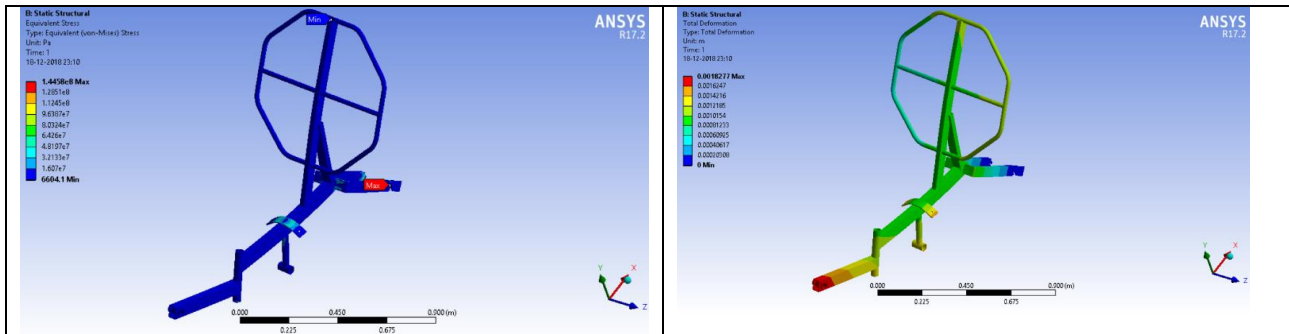 B: Static Structural
Equivalent Stress
Type: Equivalent (von-Mises) Stress
Unit: Pa
Time: 1
18-12-2018 23:10
1.4458e8 Max
1.2851e8
1.1245e8
9.6387e7
8.0324e7
6.426e7
4.8197e7
3.2133e7
1.607e7
6604.1 Min
Min
Max
ANSYS
R17.2
Y
X
Z
0.000
0.450
0.900 (m)
0.225
0.675
B: Static Structural
Total Deformation
Type: Total Deformation
Unit: m
Time: 1
18-12-2018 23:10
0.0018277 Max
0.0016247
0.0014216
0.0012185
0.0010154
0.00081233
0.00060925
0.00040617
0.00020308
0 Min
ANSYS
R17.2
Y
X
Z
0.000
0.450
0.900 (m)
0.225
0.675